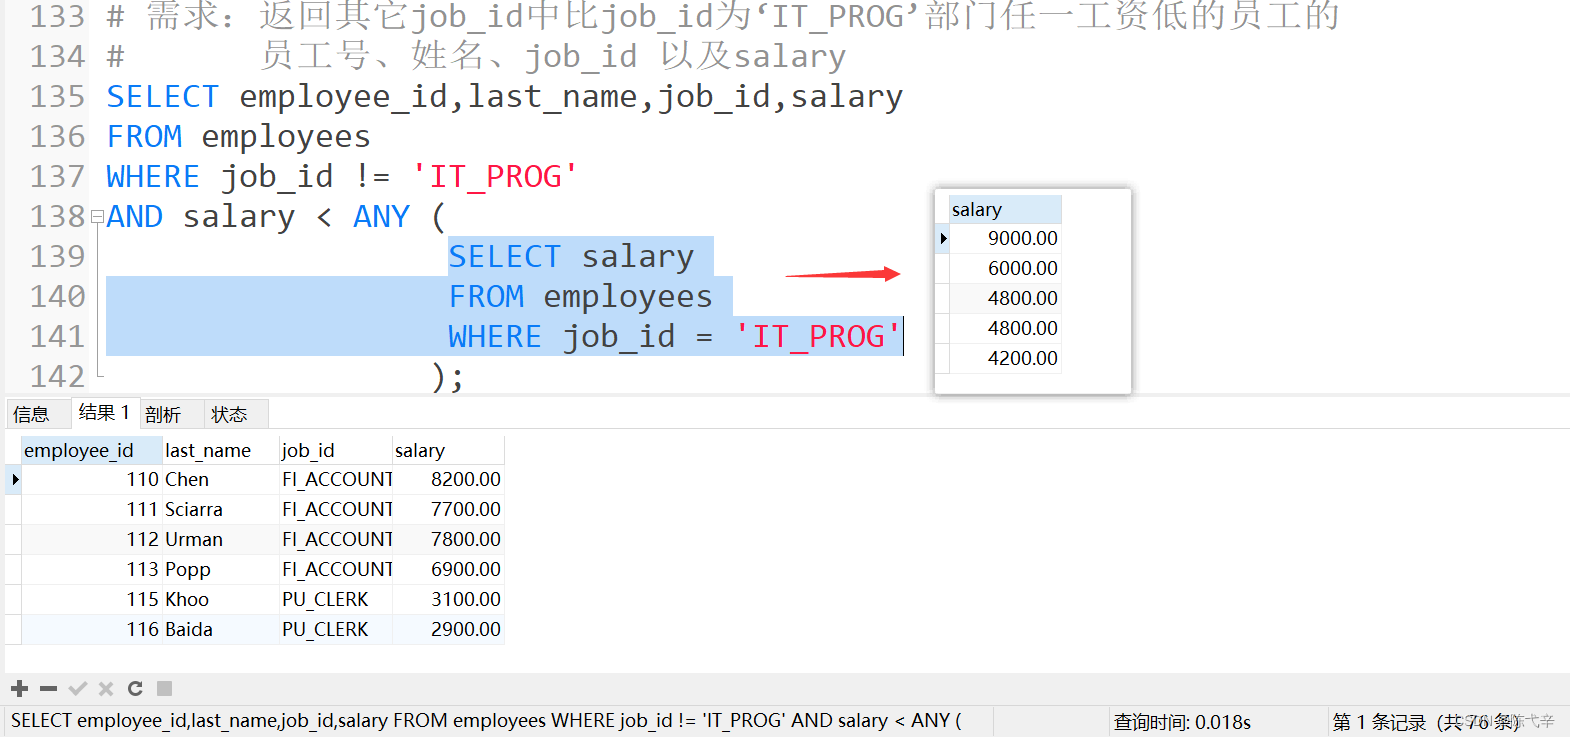 133 # 需求: 返回其它job_id中比job_id为‘IT_PROG’部门任一工资低的员工的
134 # 员工号、姓名、job_id 以及salary
135 SELECT employee_id,last_name,job_id,salary
136 FROM employees
137 WHERE job_id != 'IT_PROG'
138 AND salary < ANY (
139 SELECT salary
140 FROM employees
141 WHERE job_id = 'IT_PROG'
142 );
salary
9000.00
6000.00
4800.00
4800.00
4200.00
信息 结果 1 剖析 状态
employee_id last_name job_id salary
110 Chen FI_ACCOUNT 8200.00
111 Sciarra FI_ACCOUNT 7700.00
112 Urman FI_ACCOUNT 7800.00
113 Popp FI_ACCOUNT 6900.00
115 Khoo PU_CLERK 3100.00
116 Baida PU_CLERK 2900.00
SELECT employee_id,last_name,job_id,salary FROM employees WHERE job_id != 'IT_PROG' AND salary < ANY ( 查询时间: 0.018s 第 1 条记录 (共 76 条)
CSDN @陈弋辛